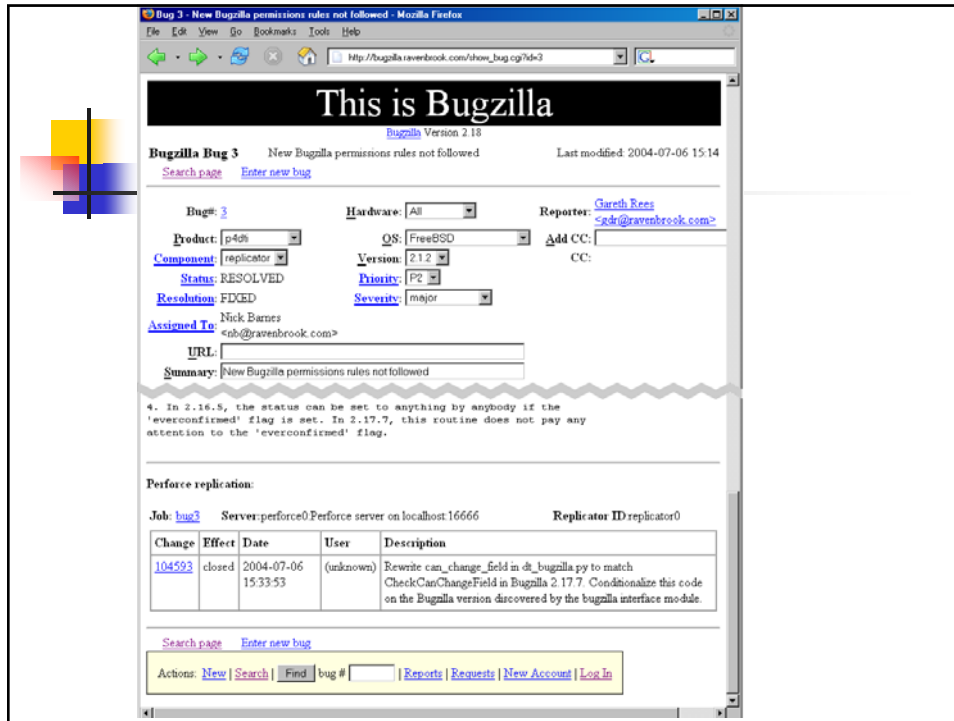 Bug 3 - New Bugzilla permissions rules not followed - Mozilla Firefox
File Edit View Go Bookmarks Tools Help
http://bugzilla.ravenbrook.com/show_bug.cgi?id=3
This is Bugzilla
Bugzilla Version 2.18
Bugzilla Bug 3 New Bugzilla permissions rules not followed Last modified: 2004-07-06 15:14
Search page Enter new bug
Bug#: 3 Hardware: All Reporter: Gareth Rees <gdr@ravenbrook.com>
Product: p4dti OS: FreeBSD Add CC:
Component: replicator Version: 2.1.2 CC:
Status: RESOLVED Priority: P2
Resolution: FIXED Severity: major
Assigned To: Nick Barnes <nb@ravenbrook.com>
URL:
Summary: New Bugzilla permissions rules not followed
4. In 2.16.5, the status can be set to anything by anybody if the
'everconfirmed' flag is set. In 2.17.7, this routine does not pay any
attention to the 'everconfirmed' flag.
Perforce replication:
Job: bug3 Server:perforce0:Perforce server on localhost:16666 Replicator ID:replicator0
Change Effect Date User Description
104593 closed 2004-07-06 15:33:53 (unknown) Rewrite can_change_field in dt_bugzilla.py to match
CheckCanChangeField in Bugzilla 2.17.7. Conditionalize this code
on the Bugzilla version discovered by the bugzilla interface module.
Search page Enter new bug
Actions: New | Search | Find bug # | Reports | Requests | New Account | Log In